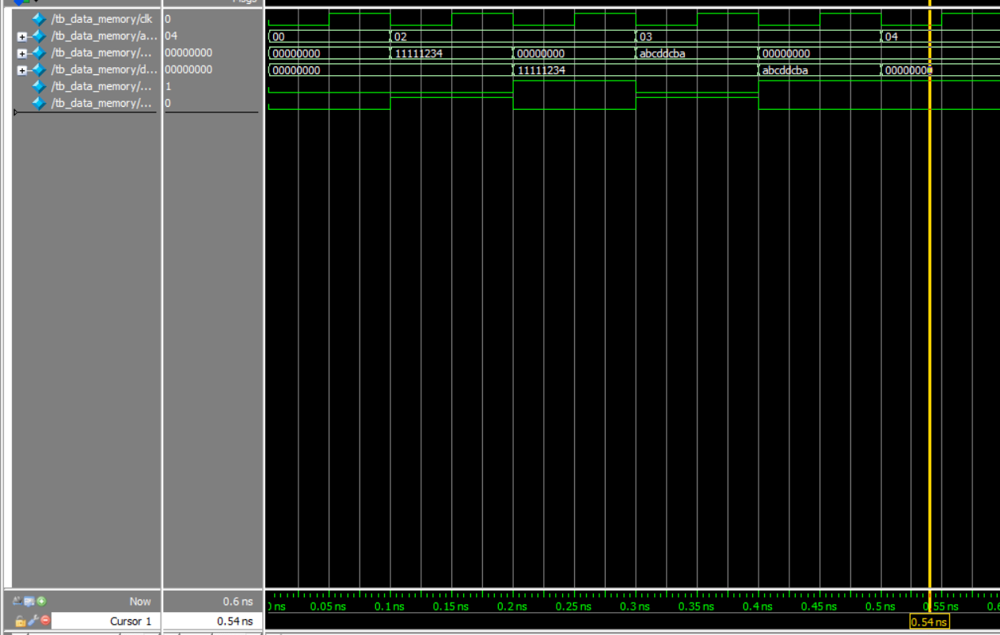 Msgs
/tb_data_memory/clk 0
/tb_data_memory/a... 04 00 02 03 04
/tb_data_memory/... 00000000 00000000 11111234 00000000 abcddcba 00000000
/tb_data_memory/d... 00000000 00000000 11111234 abcddcba 00000000
/tb_data_memory/... 1
/tb_data_memory/... 0
Now 0.6 ns ns 0.05 ns 0.1 ns 0.15 ns 0.2 ns 0.25 ns 0.3 ns 0.35 ns 0.4 ns 0.45 ns 0.5 ns 0.55 ns
Cursor 1 0.54 ns 0.54 ns